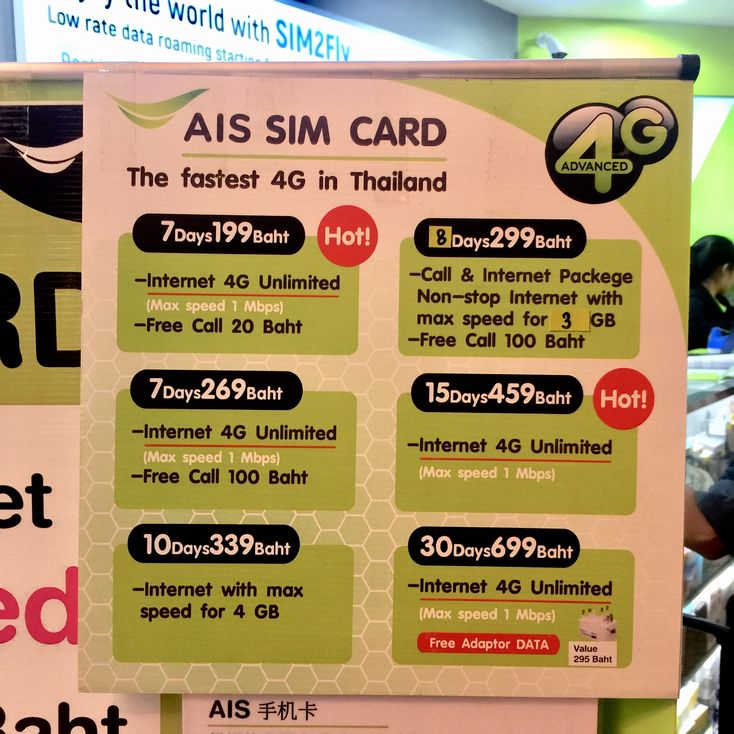 the world with SIM2Fly
Low rate data roaming starting
AIS SIM CARD
The fastest 4G in Thailand
4G
ADVANCED
7Days199Baht
Hot!
–Internet 4G Unlimited
(Max speed 1 Mbps)
–Free Call 20 Baht
8Days299Baht
–Call & Internet Packege
Non–stop Internet with
max speed for 3 GB
–Free Call 100 Baht
7Days269Baht
–Internet 4G Unlimited
(Max speed 1 Mbps)
–Free Call 100 Baht
15Days459Baht
Hot!
–Internet 4G Unlimited
(Max speed 1 Mbps)
10Days339Baht
–Internet with max
speed for 4 GB
30Days699Baht
–Internet 4G Unlimited
(Max speed 1 Mbps)
Free Adaptor DATA
Value
295 Baht
RD
et
ed
Baht
AIS 手机卡